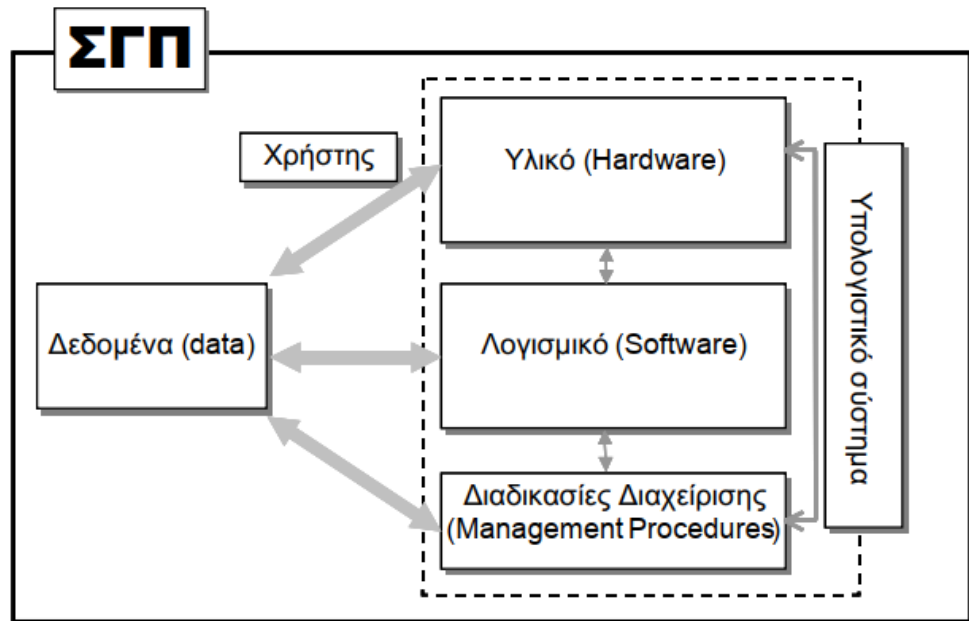 ΣΓΠ
Χρήστης
Υλικό (Hardware)
Δεδομένα (data)
Λογισμικό (Software)
Διαδικασίες Διαχείρισης
(Management Procedures)
Υπολογιστικό σύστημα